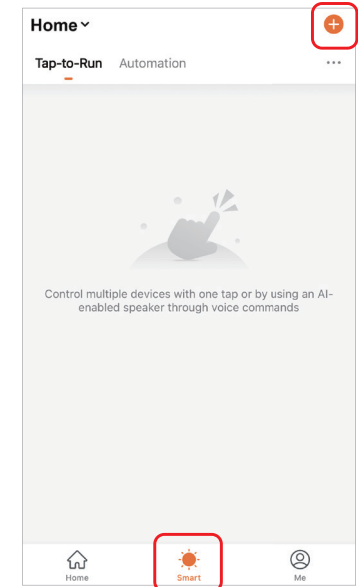 Home
Tap-to-Run Automation
Control multiple devices with one tap or by using an AI-
enabled speaker through voice commands
Home Smart Me